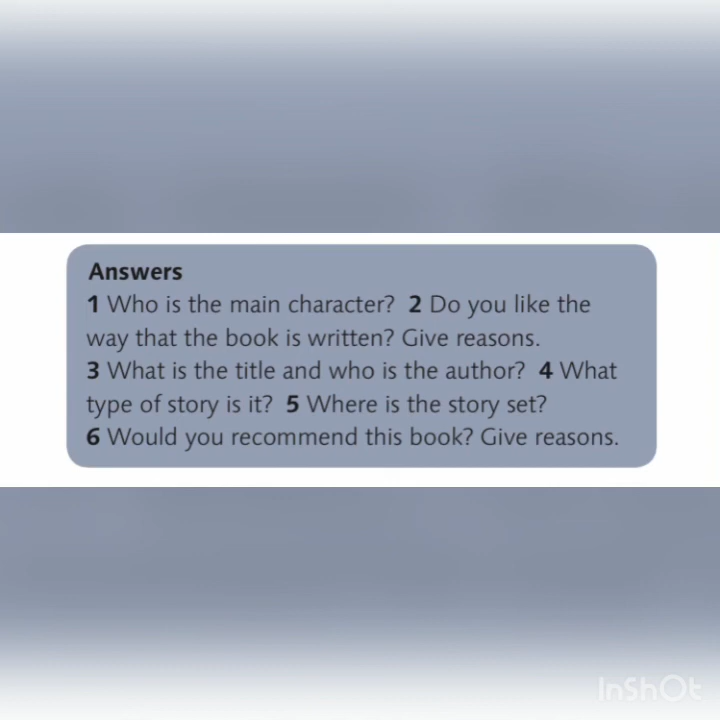 Answers
1 Who is the main character? 2 Do you like the
way that the book is written? Give reasons.
3 What is the title and who is the author? 4 What
type of story is it? 5 Where is the story set?
6 Would you recommend this book? Give reasons.
InShOt